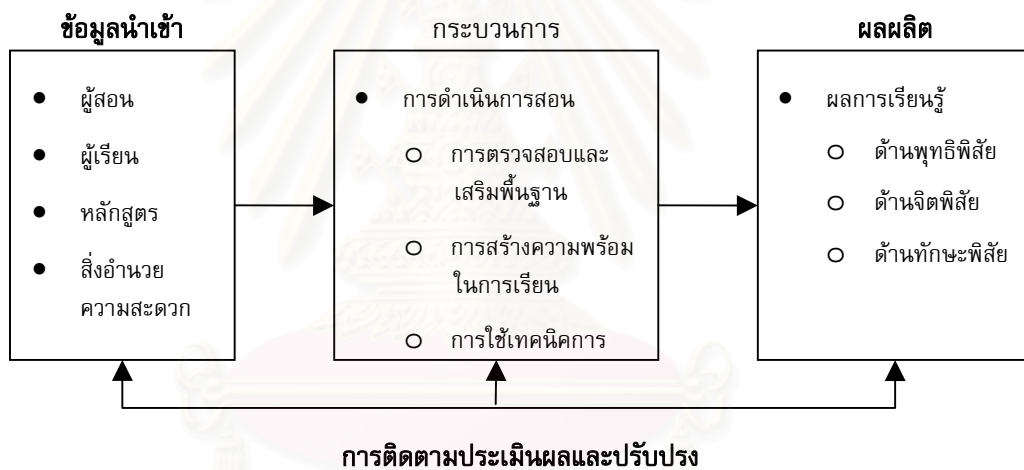 ข้อมูลนำเข้า
ผู้สอน
ผู้เรียน
หลักสูตร
สิ่งอำนวย
ความสะดวก
กระบวนการ
การดำเนินการสอน
การตรวจสอบและ
เสริมพื้นฐาน
การสร้างความพร้อม
ในการเรียน
การใช้เทคนิคการ
ผลผลิต
ผลการเรียนรู้
ด้านพุทธิพิสัย
ด้านจิตพิสัย
ด้านทักษะพิสัย
การติดตามประเมินผลและปรับปรง